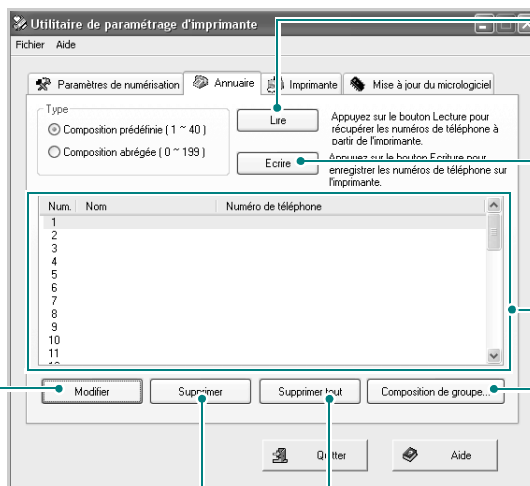 Utilitaire de paramétrage d'imprimante
Fichier Aide
Paramètres de numérisation Annuaire Imprimante Mise à jour du micrologiciel
Type
Composition prédéfinie ( 1 ~ 40 )
Composition abrégée ( 0 ~ 199 )
Lire
Appuyez sur le bouton Lecture pour
récupérer les numéros de téléphone à
partir de l'imprimante.
Ecrire
Appuyez sur le bouton Ecriture pour
enregistrer les numéros de téléphone sur
l'imprimante.
Num. Nom Numéro de téléphone
1
2
3
4
5
6
7
8
9
10
11
Modifier Supprimer Supprimer tout Composition de groupe...
Quitter Aide